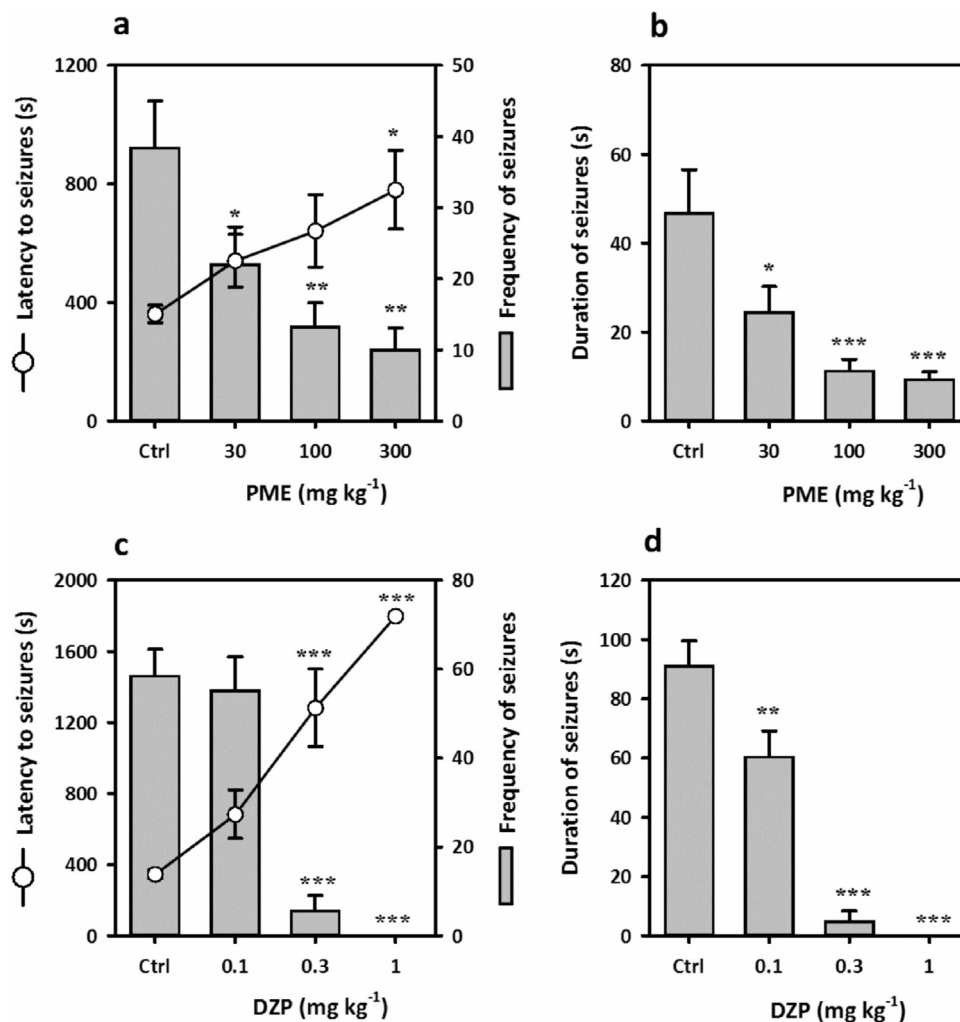 a
Latency to seizures (s)
1200
800
400
0
50
40
30
20
10
0
Frequency of seizures
*
*
**
**
Ctrl 30 100 300
PME (mg kg-1)
b
Duration of seizures (s)
80
60
40
20
0
*
***
***
Ctrl 30 100 300
PME (mg kg-1)
c
Latency to seizures (s)
2000
1600
1200
800
400
0
80
60
40
20
0
Frequency of seizures
***
***
***
***
Ctrl 0.1 0.3 1
DZP (mg kg-1)
d
Duration of seizures (s)
120
100
80
60
40
20
0
**
***
***
Ctrl 0.1 0.3 1
DZP (mg kg-1)